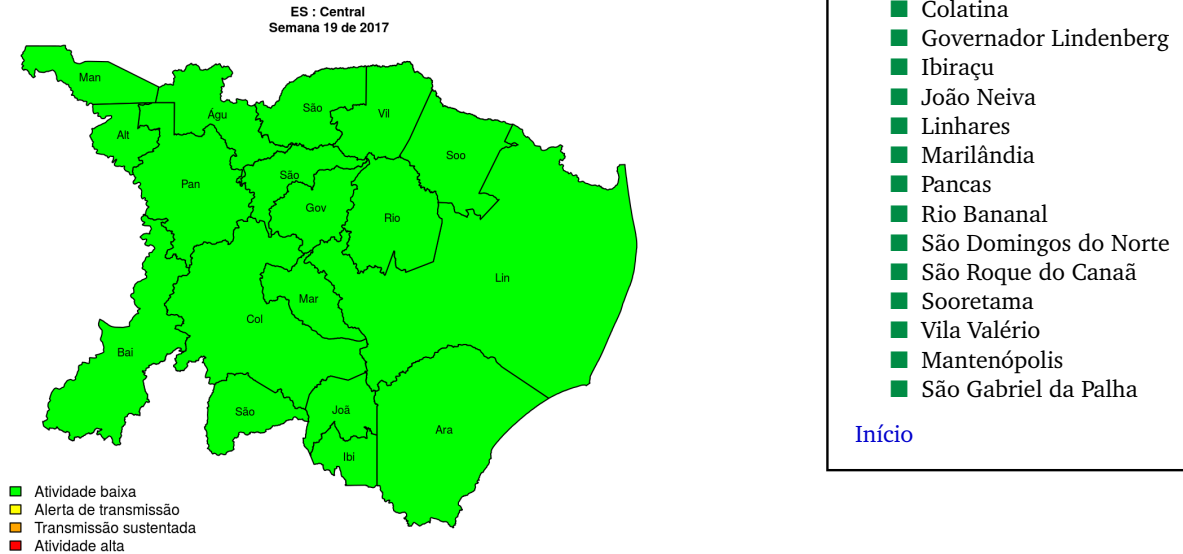 ES : Central
Semana 19 de 2017
Man
Águ
São
Vil
Alt
Soo
São
Pan
Gov
Rio
Lin
Mar
Col
Bai
São
Joã
Ara
Ibi
Atividade baixa
Alerta de transmissão
Transmissão sustentada
Atividade alta
Colatina
Governador Lindenberg
Ibiraçu
João Neiva
Linhares
Marilândia
Pancas
Rio Bananal
São Domingos do Norte
São Roque do Canaã
Sooretama
Vila Valério
Mantenópolis
São Gabriel da Palha
Início